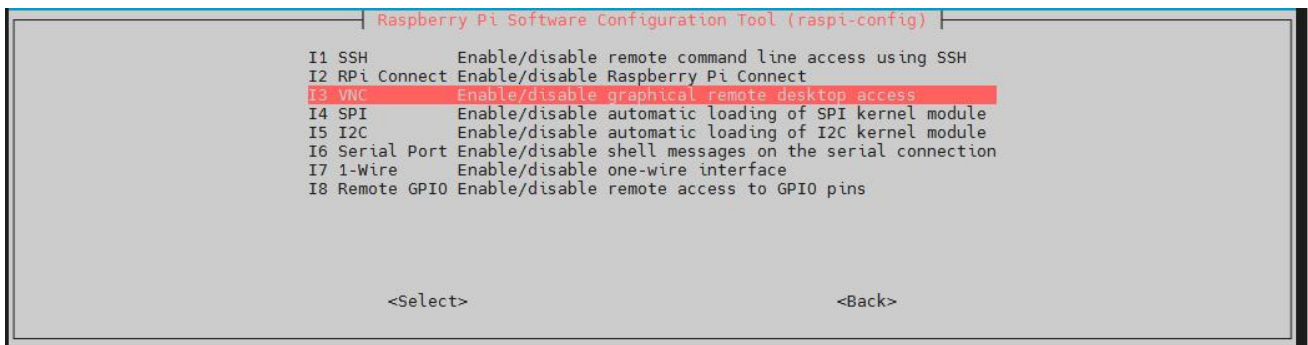 Raspberry Pi Software Configuration Tool (raspi-config)
I1 SSH Enable/disable remote command line access using SSH
I2 RPi Connect Enable/disable Raspberry Pi Connect
I3 VNC Enable/disable graphical remote desktop access
I4 SPI Enable/disable automatic loading of SPI kernel module
I5 I2C Enable/disable automatic loading of I2C kernel module
I6 Serial Port Enable/disable shell messages on the serial connection
I7 1-Wire Enable/disable one-wire interface
I8 Remote GPIO Enable/disable remote access to GPIO pins
<Select> <Back>